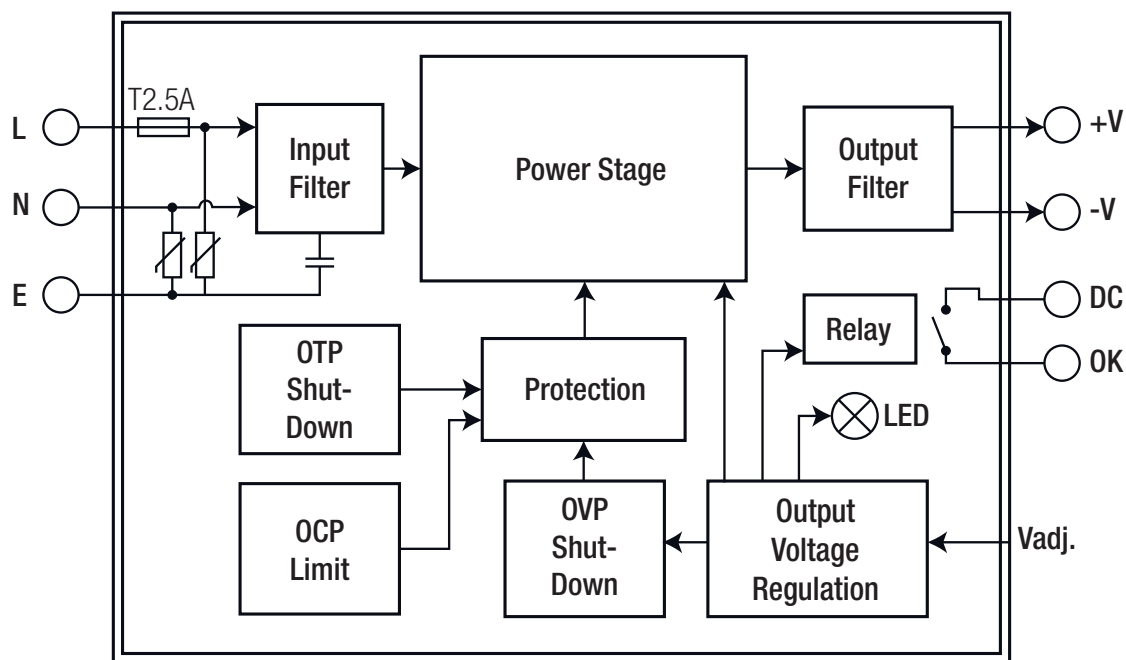 T2.5A
L
N
E
Input
Filter
Power Stage
Output
Filter
+V
-V
DC
OK
Relay
LED
OTP
Shut-
Down
Protection
OCP
Limit
OVP
Shut-
Down
Output
Voltage
Regulation
Vadj.